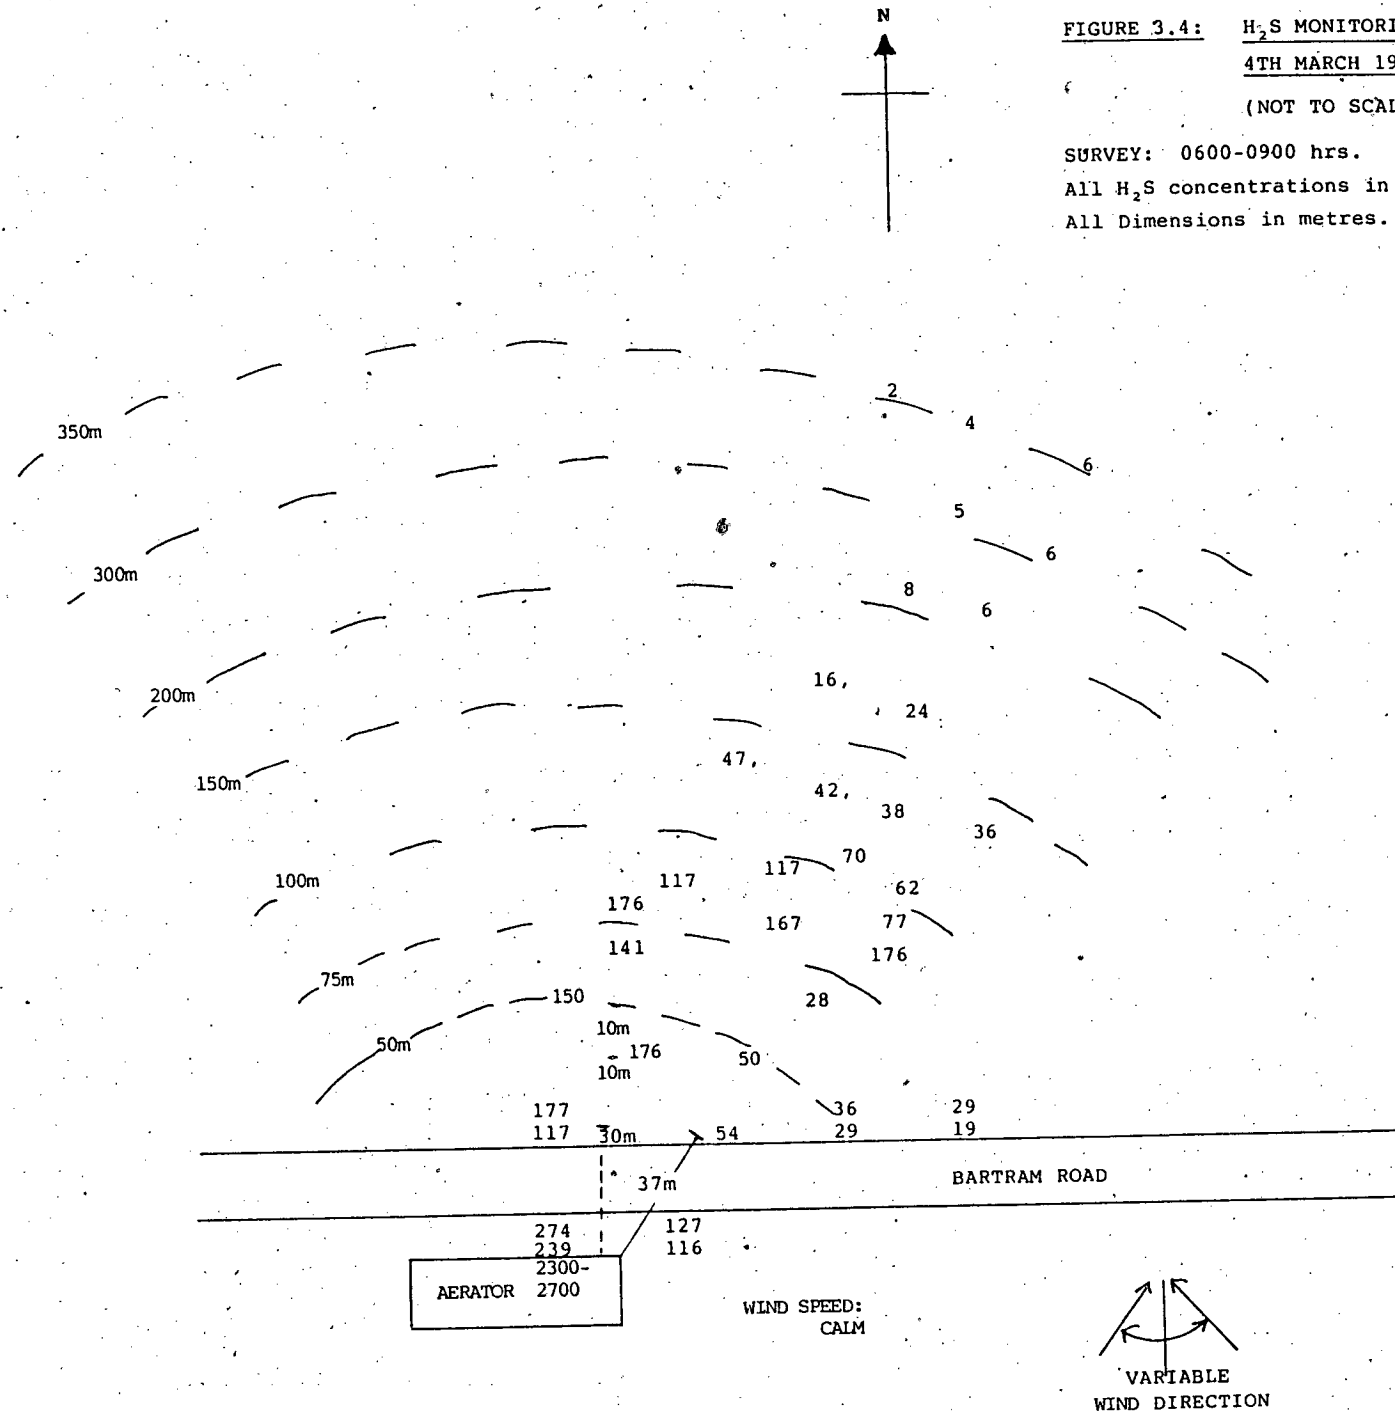 N
FIGURE 3.4: H₂S MONITORI
4TH MARCH 19
(NOT TO SCAL
SURVEY: 0600-0900 hrs.
All H₂S concentrations in
All Dimensions in metres.
2
4
350m
6
5
6
300m
8
6
16,
200m
24
47,
150m
42,
38
36
70
117
100m
117
62
176
167
77
141
176
75m
150
28
10m
50m
176
50
10m
177
36
29
117
30m
54
29
19
37m
BARTRAM ROAD
274
127
239
116
2300-
AERATOR 2700
WIND SPEED:
CALM
VARIABLE
WIND DIRECTION